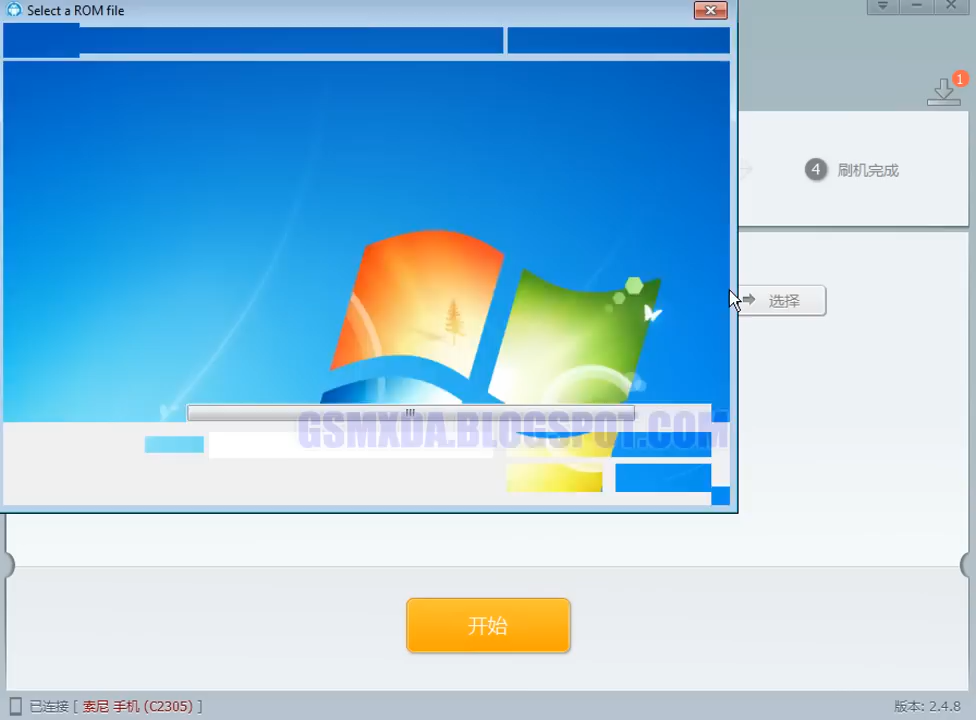 Select a ROM file
1
4 刷机完成
选择
GSMXDA.BLOGSPOT.COM
开始
已连接 [ 索尼 手机 (C2305) ]
版本: 2.4.8